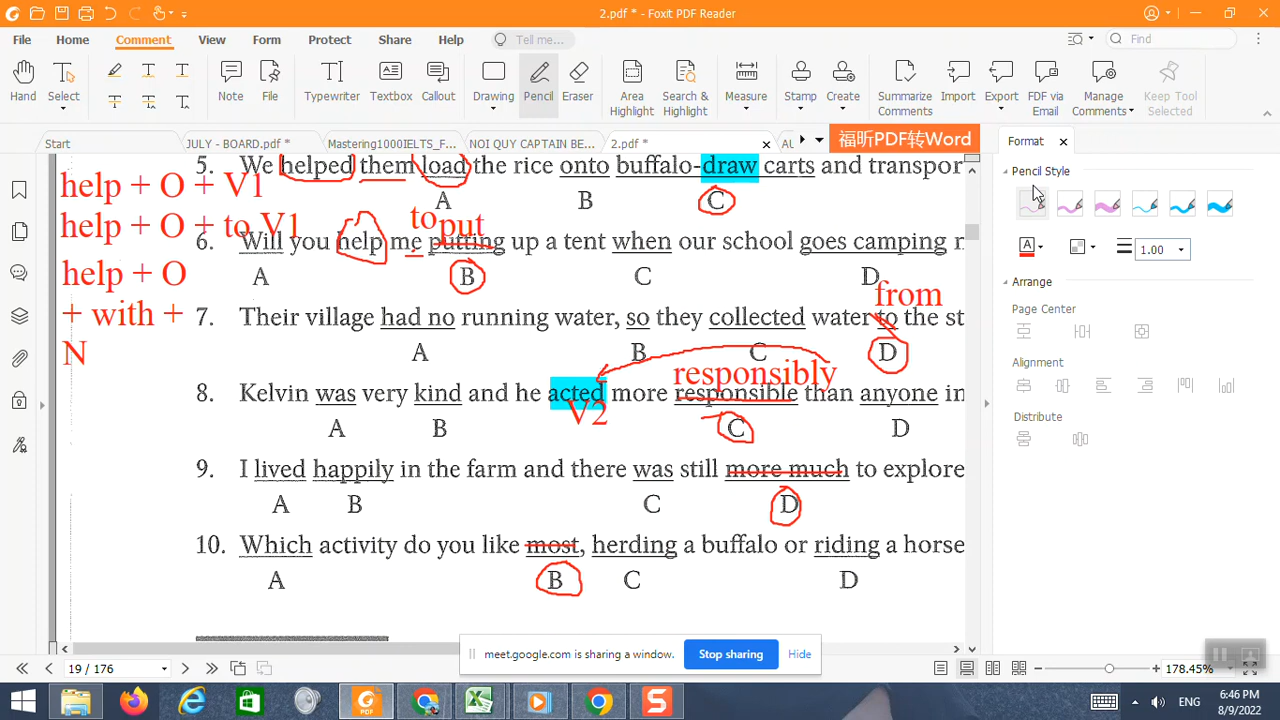 2.pdf * - Foxit PDF Reader
File Home Comment View Form Protect Share Help Tell me... Find
Hand Select Note File Typewriter Textbox Callout Drawing Pencil Eraser Area Highlight Search & Highlight Measure Stamp Create Summarize Comments Import Export FDF via Email Manage Comments Keep Tool Selected
Start JULY - BOARD.pdf * Mastering1000IELTS_F... NOI QUY CAPTAIN BE... 2.pdf * AU 福昕PDF转Word
Format
Pencil Style
1.00
Arrange
Page Center
Alignment
Distribute
5. We helped them load the rice onto buffalo-draw carts and transpor
A B C
help + O + V1
help + O + to V1
help + O
+ with +
N
to put
6. Will you help me putting up a tent when our school goes camping
A B C D
from
7. Their village had no running water, so they collected water to the st
A B C D
responsibly
8. Kelvin was very kind and he acted more responsible than anyone in
V2
A B C D
9. I lived happily in the farm and there was still more much to explore
A B C D
10. Which activity do you like most, herding a buffalo or riding a horse
A B C D
meet.google.com is sharing a window. Stop sharing Hide
19 / 176 178.45%
ENG
6:46 PM
8/9/2022